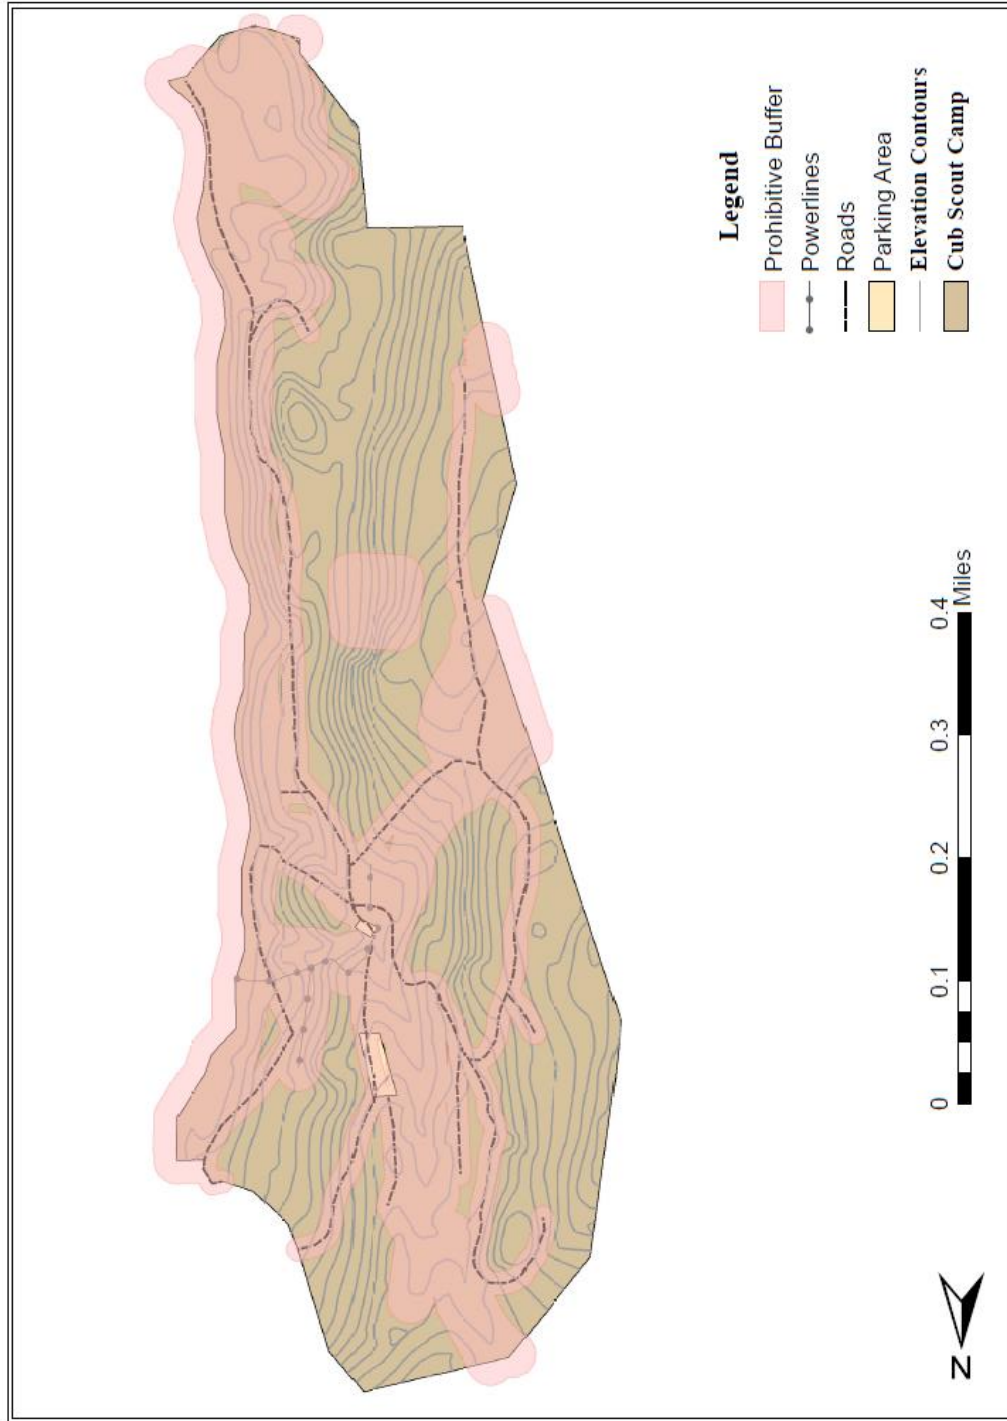 Legend
Prohibitive Buffer
Powerlines
Roads
Parking Area
Elevation Contours
Cub Scout Camp
0 0.1 0.2 0.3 0.4
Miles
N